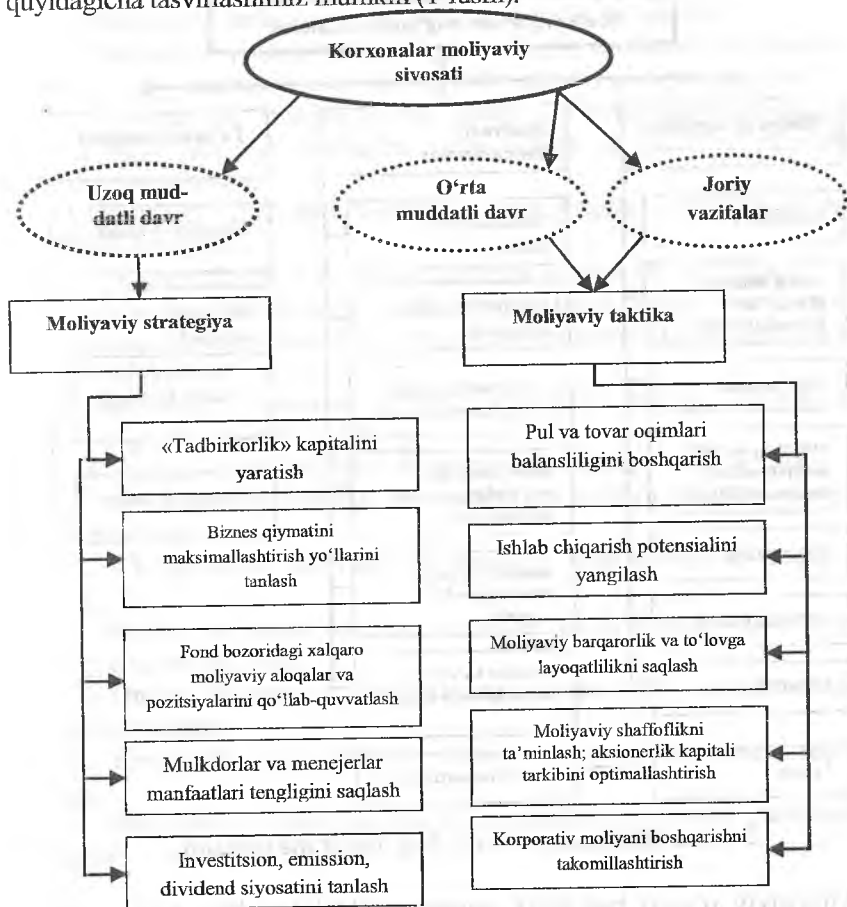 quyidagicha tasvirlashimiz mumkin (1-rasm).
Korxonalar moliyaviy
sivosati
Uzoq mud-
datli davr
O‘rta
muddatli davr
Joriy
vazifalar
Moliyaviy strategiya
Moliyaviy taktika
«Tadbirkorlik» kapitalini
yaratish
Biznes qiymatini
maksimallashtirish yo‘llarini
tanlash
Fond bozoridagi xalqaro
moliyaviy aloqalar va
pozitsiyalarini qo‘llab-quvvatlash
Mulkdorlar va menejerlar
manfaatlari tengligini saqlash
Investitsion, emission,
dividend siyosatini tanlash
Pul va tovar oqimlari
balansliligini boshqarish
Ishlab chiqarish potensialini
yangilash
Moliyaviy barqarorlik va to‘lovga
layoqatlilikni saqlash
Moliyaviy shaffoflikni
ta’minlash; aksionerlik kapitali
tarkibini optimallashtirish
Korporativ moliyani boshqarishni
takomillashtirish